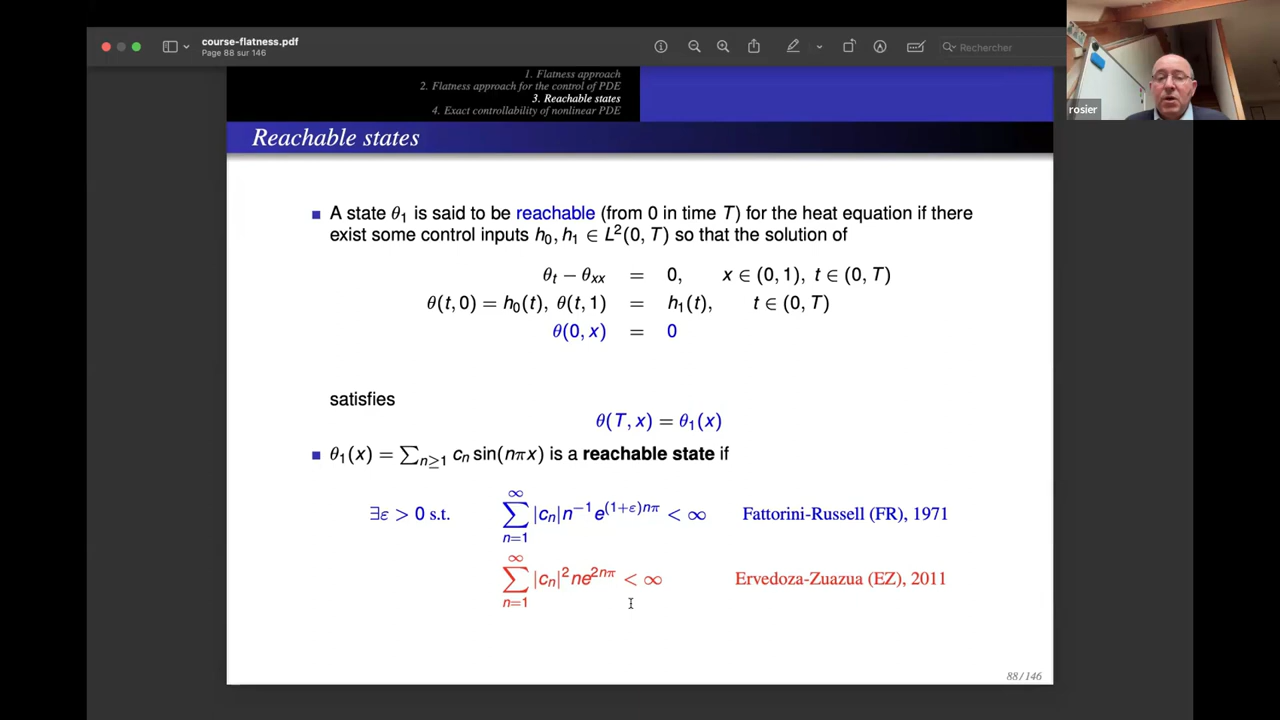 course-flatness.pdf
Page 88 sur 146
Rechercher
rosier
1. Flatness approach
2. Flatness approach for the control of PDE
3. Reachable states
4. Exact controllability of nonlinear PDE
Reachable states
A state θ₁ is said to be reachable (from 0 in time T) for the heat equation if there
exist some control inputs h₀, h₁ ∈ L²(0, T) so that the solution of
θₜ − θₓₓ = 0, x ∈ (0, 1), t ∈ (0, T)
θ(t, 0) = h₀(t), θ(t, 1) = h₁(t), t ∈ (0, T)
θ(0, x) = 0
satisfies
θ(T, x) = θ₁(x)
θ₁(x) = ∑_{n≥1} cₙ sin(nπx) is a reachable state if
∃ε > 0 s.t. ∑_{n=1}^{∞} |cₙ|n⁻¹e^{(1+ε)nπ} < ∞ Fattorini-Russell (FR), 1971
∑_{n=1}^{∞} |cₙ|²ne^{2nπ} < ∞ Ervedoza-Zuazua (EZ), 2011
88 / 146